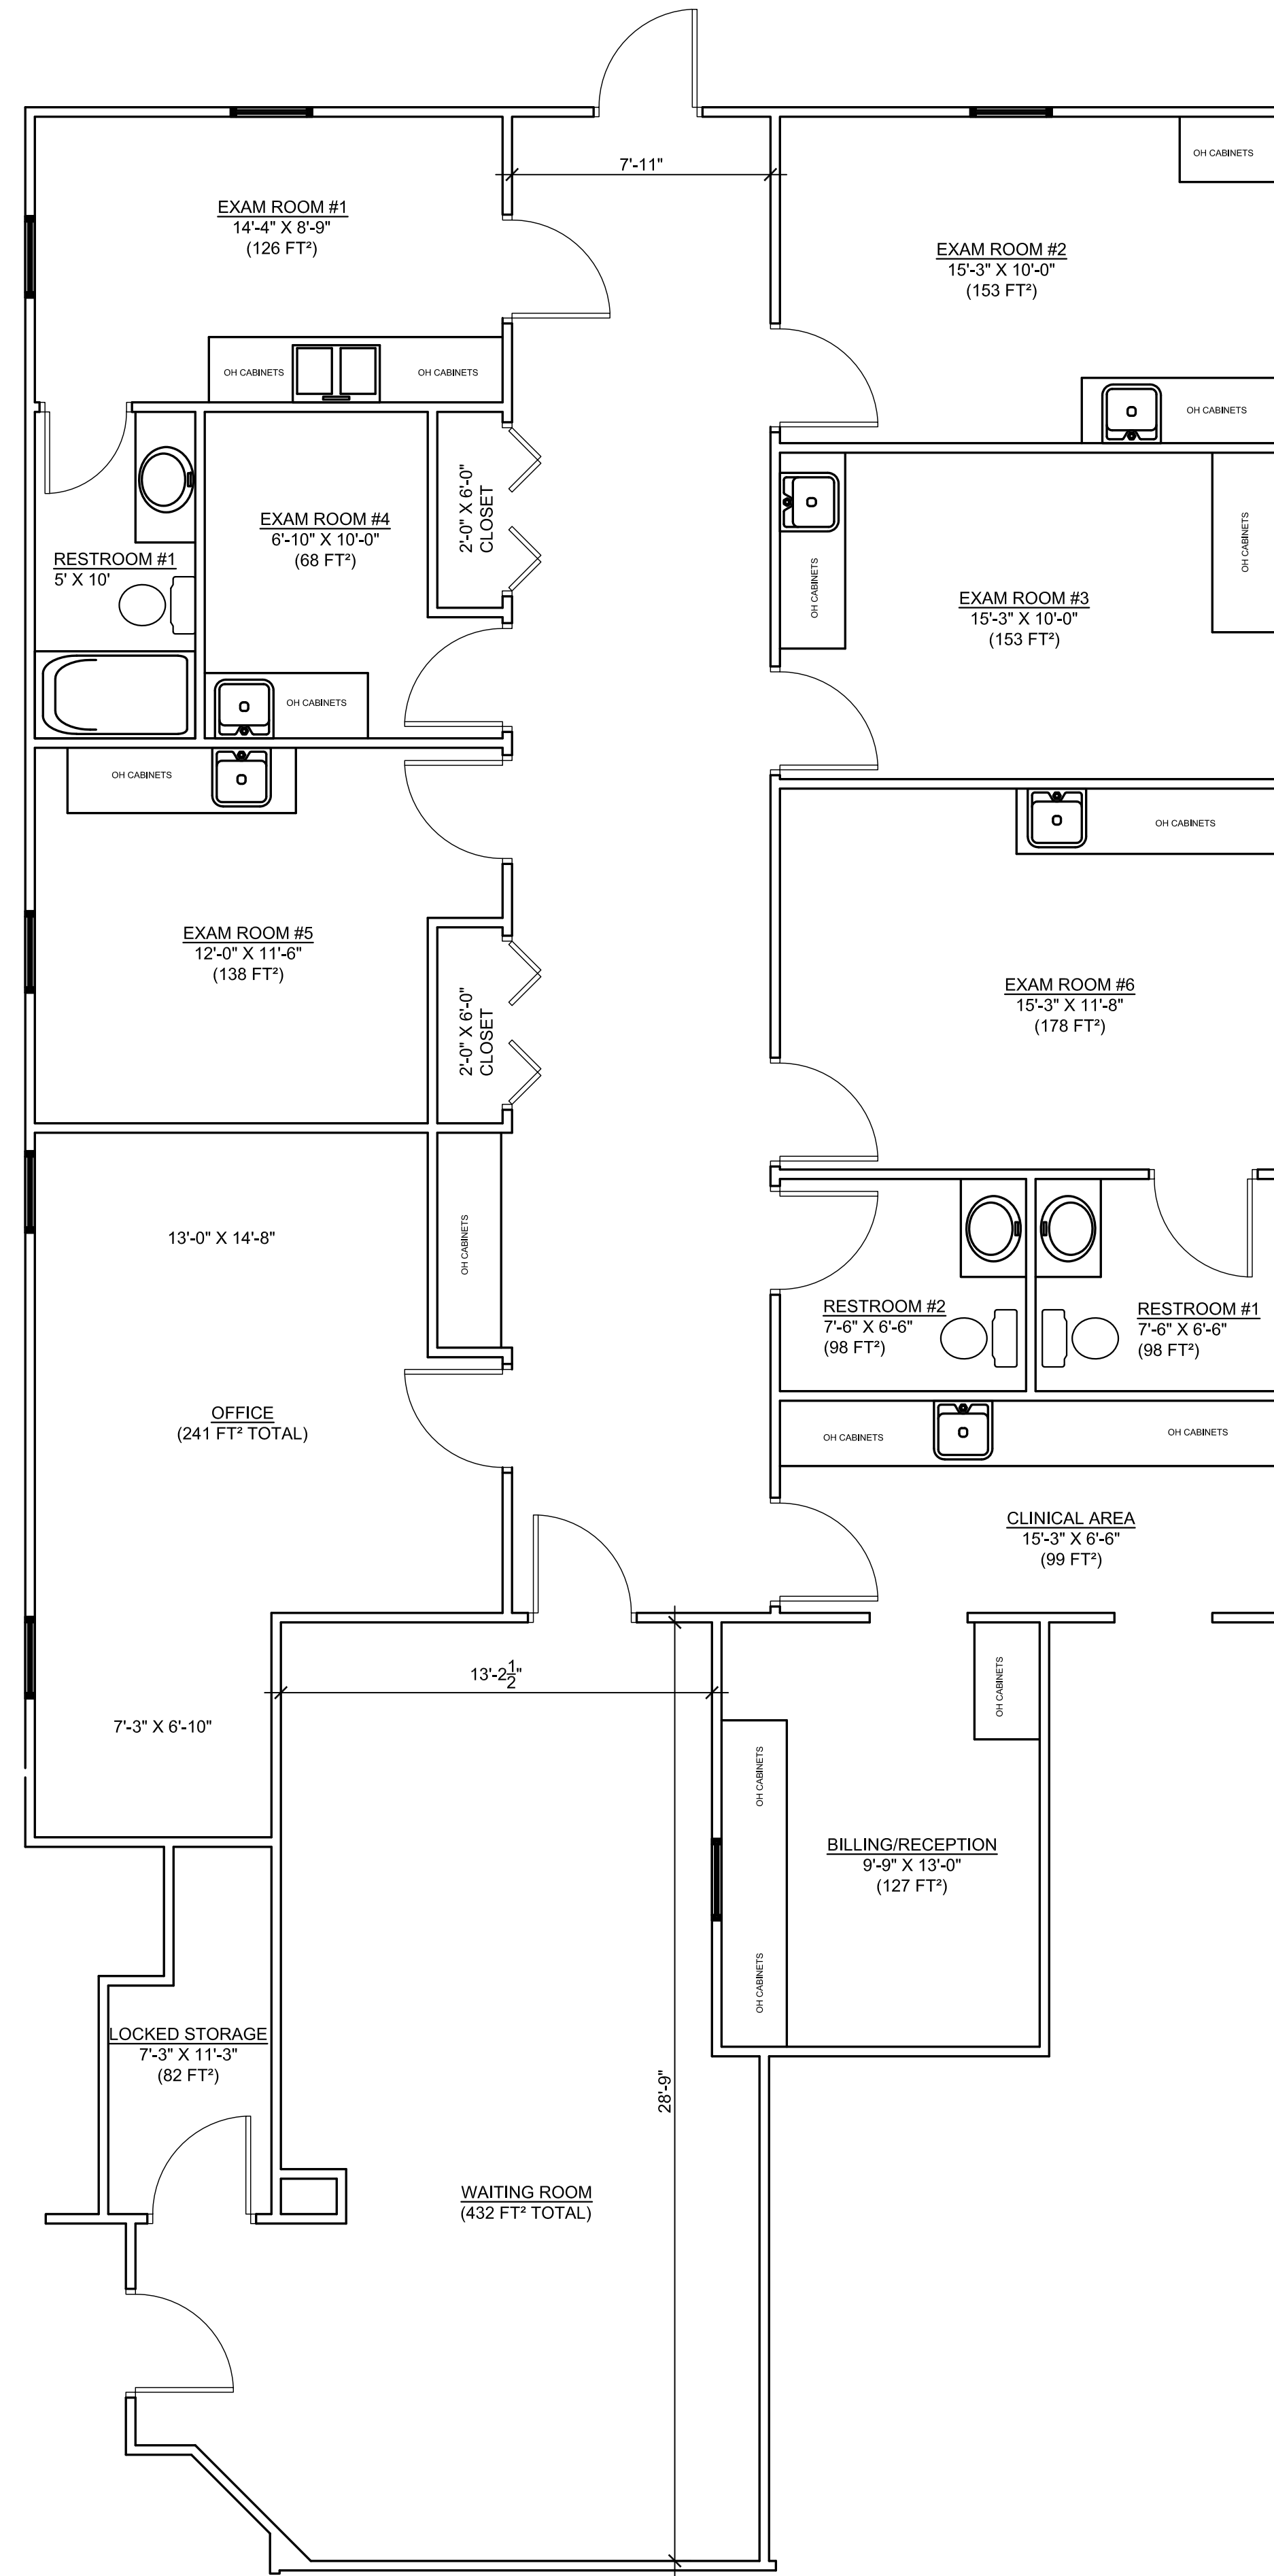 7'-11"
OH CABINETS
EXAM ROOM #1
14'-4" X 8'-9"
(126 FT²)
EXAM ROOM #2
15'-3" X 10'-0"
(153 FT²)
OH CABINETS
OH CABINETS
OH CABINETS
2'-0" X 6'-0"
CLOSET
EXAM ROOM #4
6'-10" X 10'-0"
(68 FT²)
RESTROOM #1
5' X 10'
OH CABINETS
OH CABINETS
EXAM ROOM #3
15'-3" X 10'-0"
(153 FT²)
OH CABINETS
OH CABINETS
OH CABINETS
EXAM ROOM #5
12'-0" X 11'-6"
(138 FT²)
2'-0" X 6'-0"
CLOSET
EXAM ROOM #6
15'-3" X 11'-8"
(178 FT²)
13'-0" X 14'-8"
OH CABINETS
RESTROOM #2
7'-6" X 6'-6"
(98 FT²)
RESTROOM #1
7'-6" X 6'-6"
(98 FT²)
OFFICE
(241 FT² TOTAL)
OH CABINETS
OH CABINETS
CLINICAL AREA
15'-3" X 6'-6"
(99 FT²)
13'-2 1/2"
OH CABINETS
7'-3" X 6'-10"
OH CABINETS
BILLING/RECEPTION
9'-9" X 13'-0"
(127 FT²)
OH CABINETS
LOCKED STORAGE
7'-3" X 11'-3"
(82 FT²)
28'-9"
WAITING ROOM
(432 FT² TOTAL)